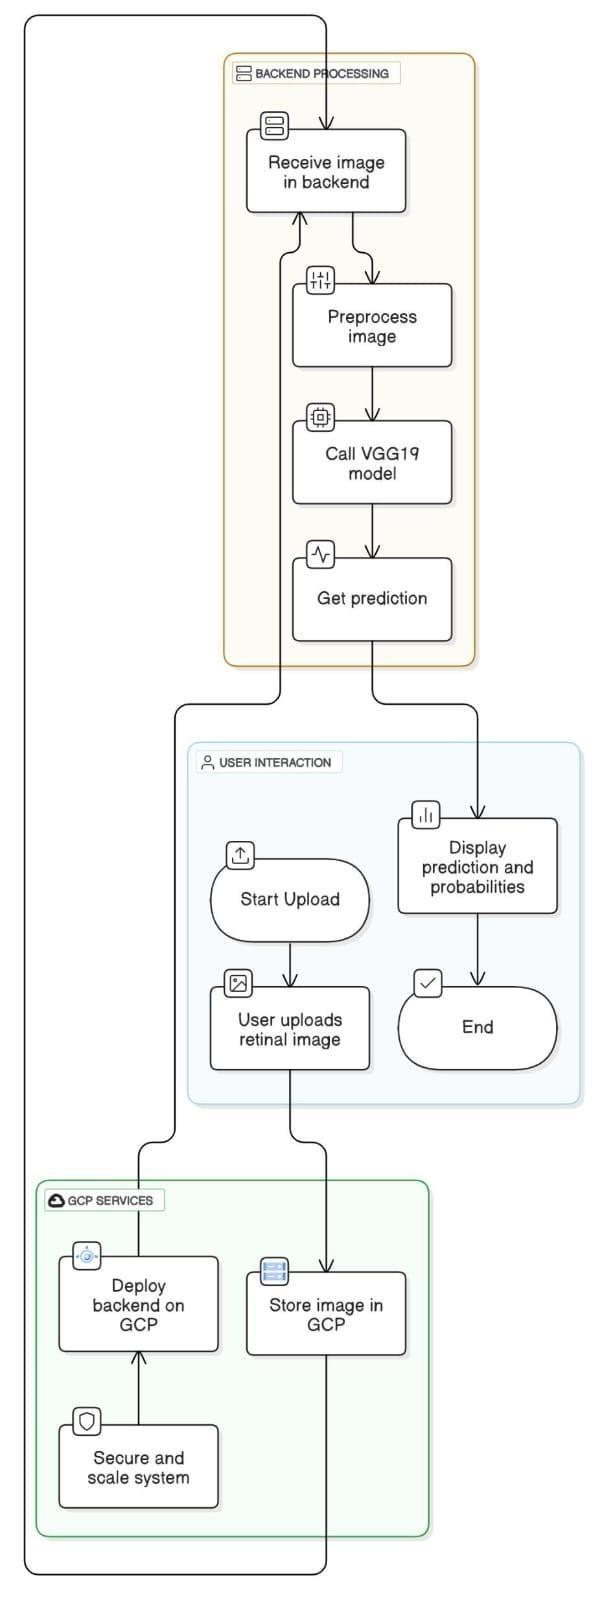 BACKEND PROCESSING
Receive image
in backend
Preprocess
image
Call VGG19
model
Get prediction
USER INTERACTION
Display
prediction and
probabilities
Start Upload
User uploads
retinal image
End
GCP SERVICES
Deploy
backend on
GCP
Store image in
GCP
Secure and
scale system